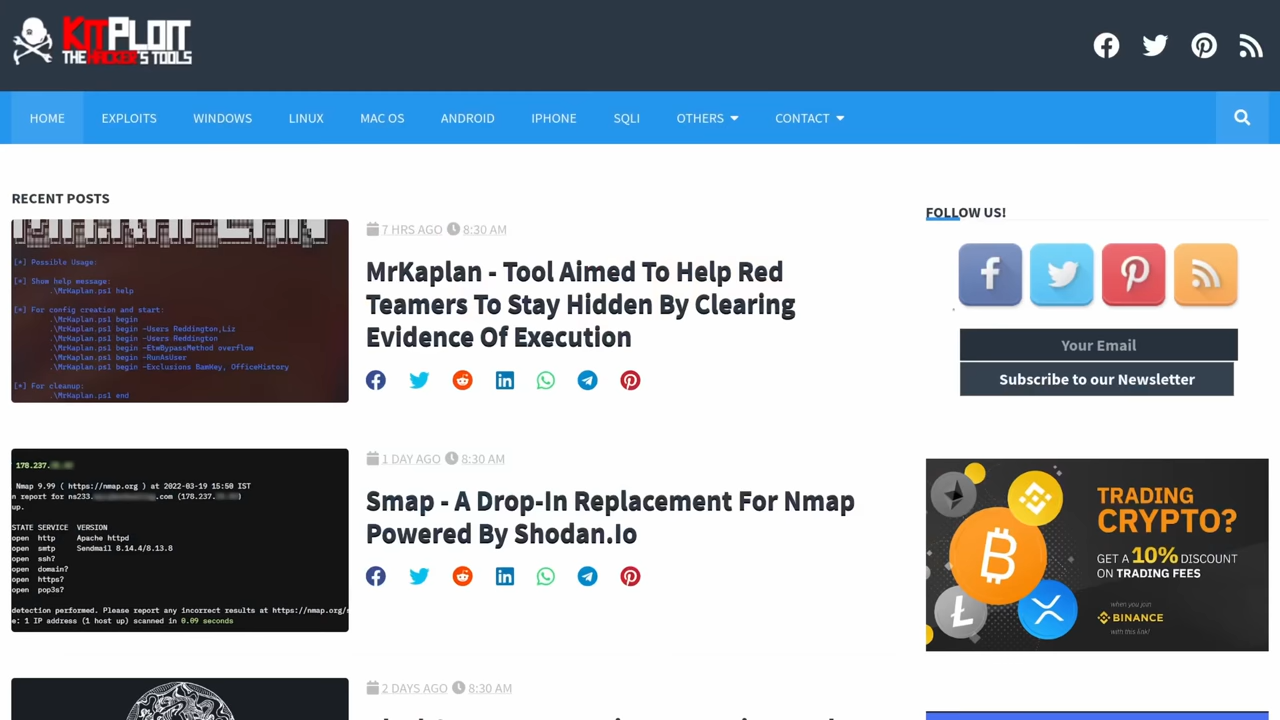 KITPLOIT
THE HACKER'S TOOLS
HOME
EXPLOITS
WINDOWS
LINUX
MAC OS
ANDROID
IPHONE
SQLI
OTHERS
CONTACT
RECENT POSTS
[*] Possible Usage:
[*] Show help message:
.\MrKaplan.ps1 help
[*] For config creation and start:
.\MrKaplan.ps1 begin
.\MrKaplan.ps1 begin -Users Reddington,Liz
.\MrKaplan.ps1 begin -Users Reddington
.\MrKaplan.ps1 begin -EtwBypassMethod overflow
.\MrKaplan.ps1 begin -RunAsUser
.\MrKaplan.ps1 begin -Exclusions BamKey, OfficeHistory
[*] For cleanup:
.\MrKaplan.ps1 end
7 HRS AGO 8:30 AM
MrKaplan - Tool Aimed To Help Red
Teamers To Stay Hidden By Clearing
Evidence Of Execution
178.237.
Nmap 9.99 ( https://nmap.org ) at 2022-03-19 15:50 IST
n report for ns233. .com (178.237. )
up.
STATE SERVICE VERSION
open http Apache httpd
open smtp Sendmail 8.14.4/8.13.8
open ssh?
open domain?
open https?
open pop3s?
detection performed. Please report any incorrect results at https://nmap.org/s
e: 1 IP address (1 host up) scanned in 0.09 seconds
1 DAY AGO 8:30 AM
Smap - A Drop-In Replacement For Nmap
Powered By Shodan.Io
2 DAYS AGO 8:30 AM
FOLLOW US!
Your Email
Subscribe to our Newsletter
TRADING
CRYPTO?
GET A 10% DISCOUNT
ON TRADING FEES
when you join
BINANCE
with this link!